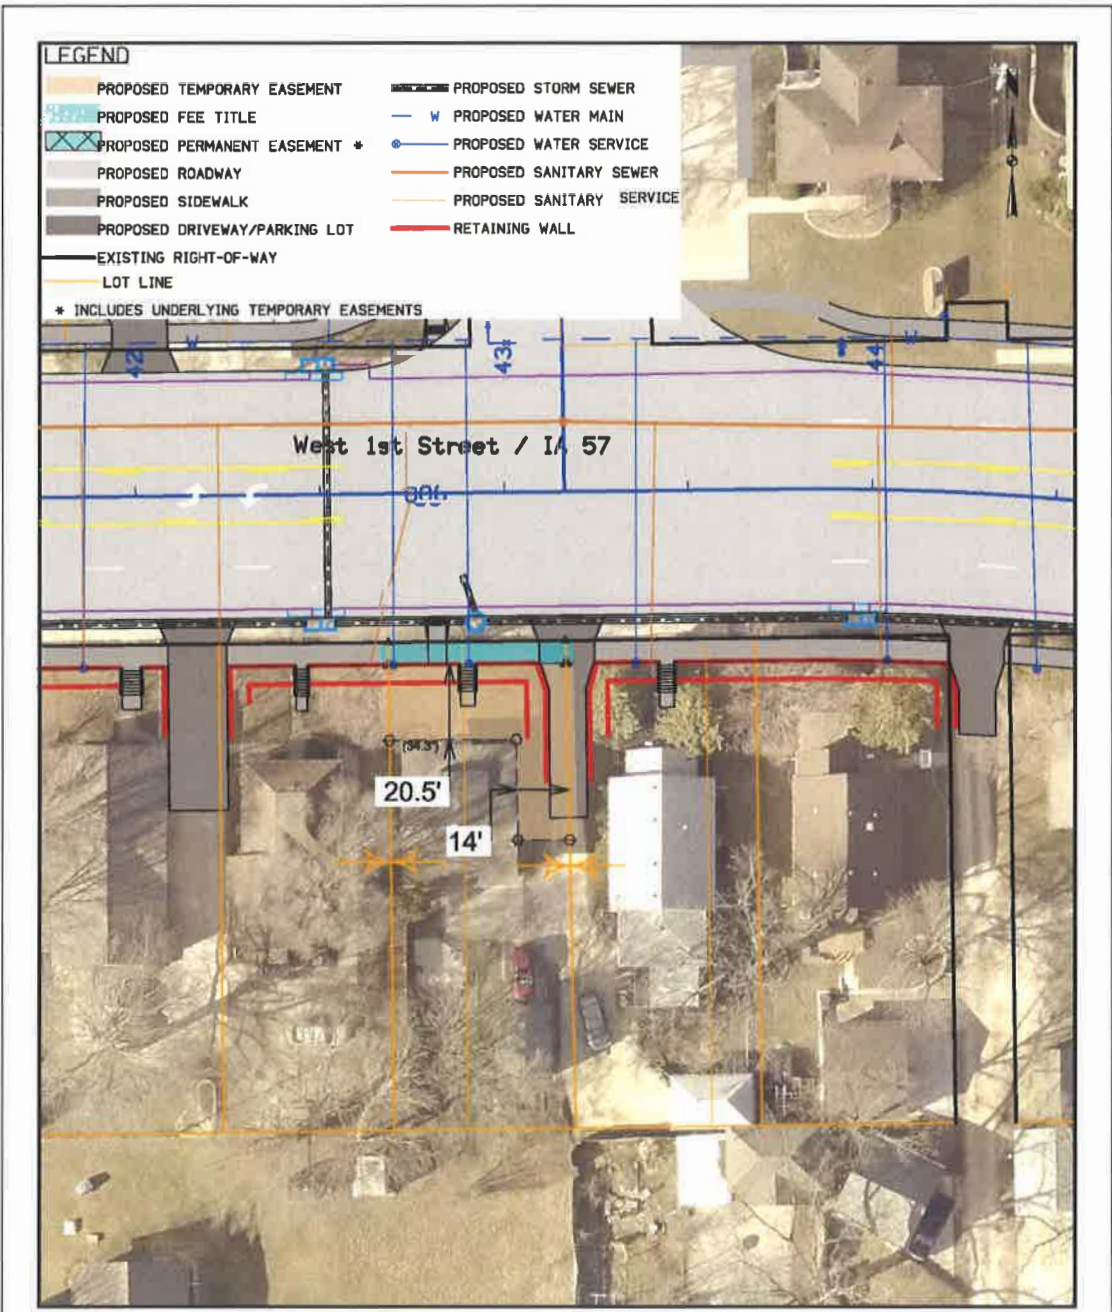 LEGEND
PROPOSED TEMPORARY EASEMENT
PROPOSED FEE TITLE
PROPOSED PERMANENT EASEMENT *
PROPOSED ROADWAY
PROPOSED SIDEWALK
PROPOSED DRIVEWAY/PARKING LOT
EXISTING RIGHT-OF-WAY
LOT LINE
* INCLUDES UNDERLYING TEMPORARY EASEMENTS
PROPOSED STORM SEWER
W PROPOSED WATER MAIN
PROPOSED WATER SERVICE
PROPOSED SANITARY SEWER
PROPOSED SANITARY SERVICE
RETAINING WALL
W
W
42
43
44
West 1st Street / IA 57
(34.3')
20.5'
14'